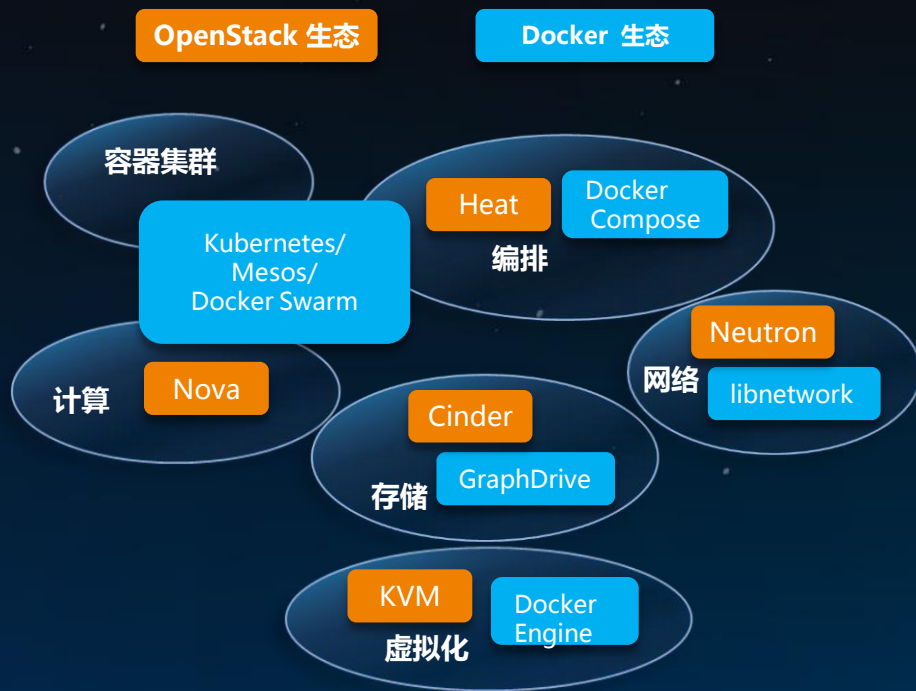 OpenStack 生态
Docker 生态
容器集群
Kubernetes/
Mesos/
Docker Swarm
Heat
Docker
Compose
编排
Neutron
网络
libnetwork
计算
Nova
Cinder
GraphDrive
存储
KVM
Docker
Engine
虚拟化